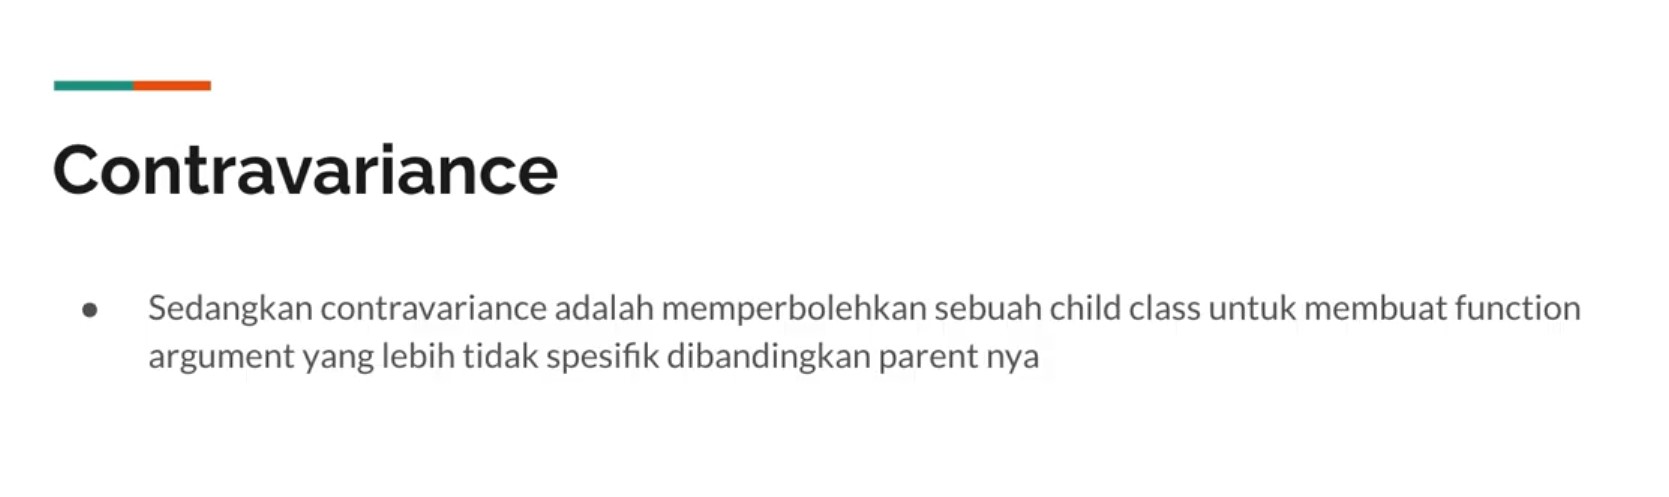 Contravariance
● Sedangkan contravariance adalah memperbolehkan sebuah child class untuk membuat function
argument yang lebih tidak spesifik dibandingkan parent nya